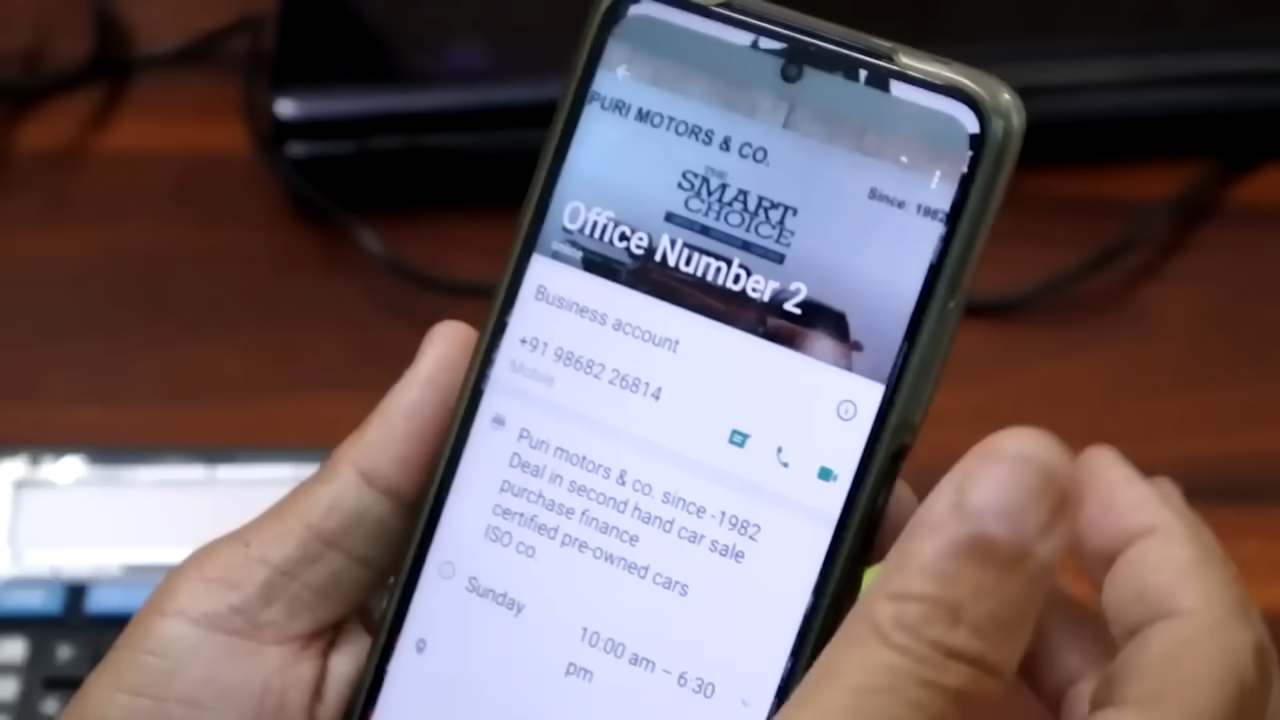 PURI MOTORS & CO.
THE
SMART
CHOICE
Since: 1982
Office Number 2
online
Business account
+91 98682 26814
Mobile
Puri motors & co. since -1982
Deal in second hand car sale
purchase finance
certified pre-owned cars
ISO co.
Sunday
10:00 am – 6:30
pm